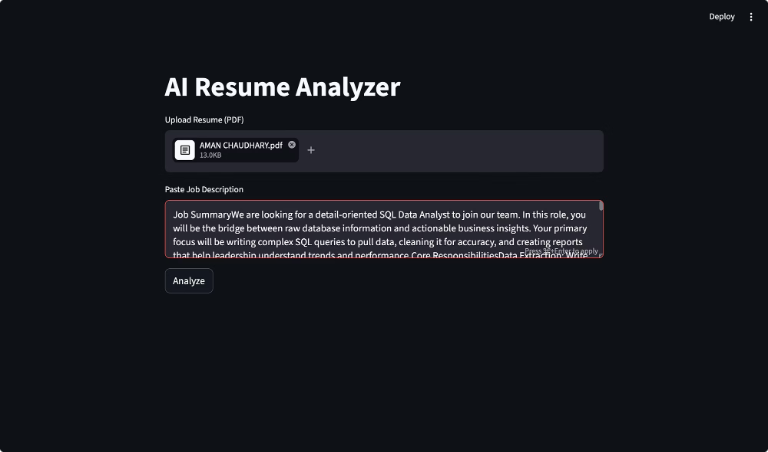 Deploy
AI Resume Analyzer
Upload Resume (PDF)
AMAN CHAUDHARY.pdf
13.0KB
Paste Job Description
Job SummaryWe are looking for a detail-oriented SQL Data Analyst to join our team. In this role, you
will be the bridge between raw database information and actionable business insights. Your primary
focus will be writing complex SQL queries to pull data, cleaning it for accuracy, and creating reports
that help leadership understand trends and performance.Core ResponsibilitiesData Extraction: Write
Press ⌘+Enter to apply
Analyze